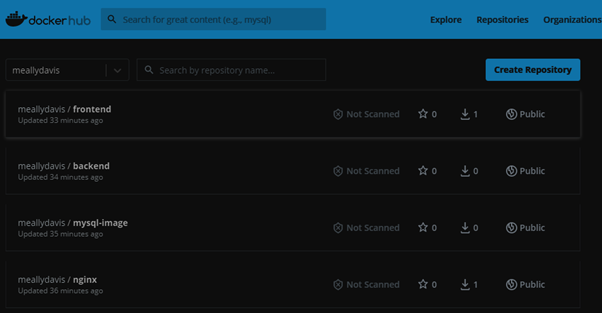 dockerhub Search for great content (e.g., mysql) Explore Repositories Organizations
meallydavis Search by repository name... Create Repository
meallydavis / frontend Not Scanned 0 1 Public
Updated 33 minutes ago
meallydavis / backend Not Scanned 0 0 Public
Updated 34 minutes ago
meallydavis / mysql-image Not Scanned 0 0 Public
Updated 35 minutes ago
meallydavis / nginx Not Scanned 0 1 Public
Updated 36 minutes ago